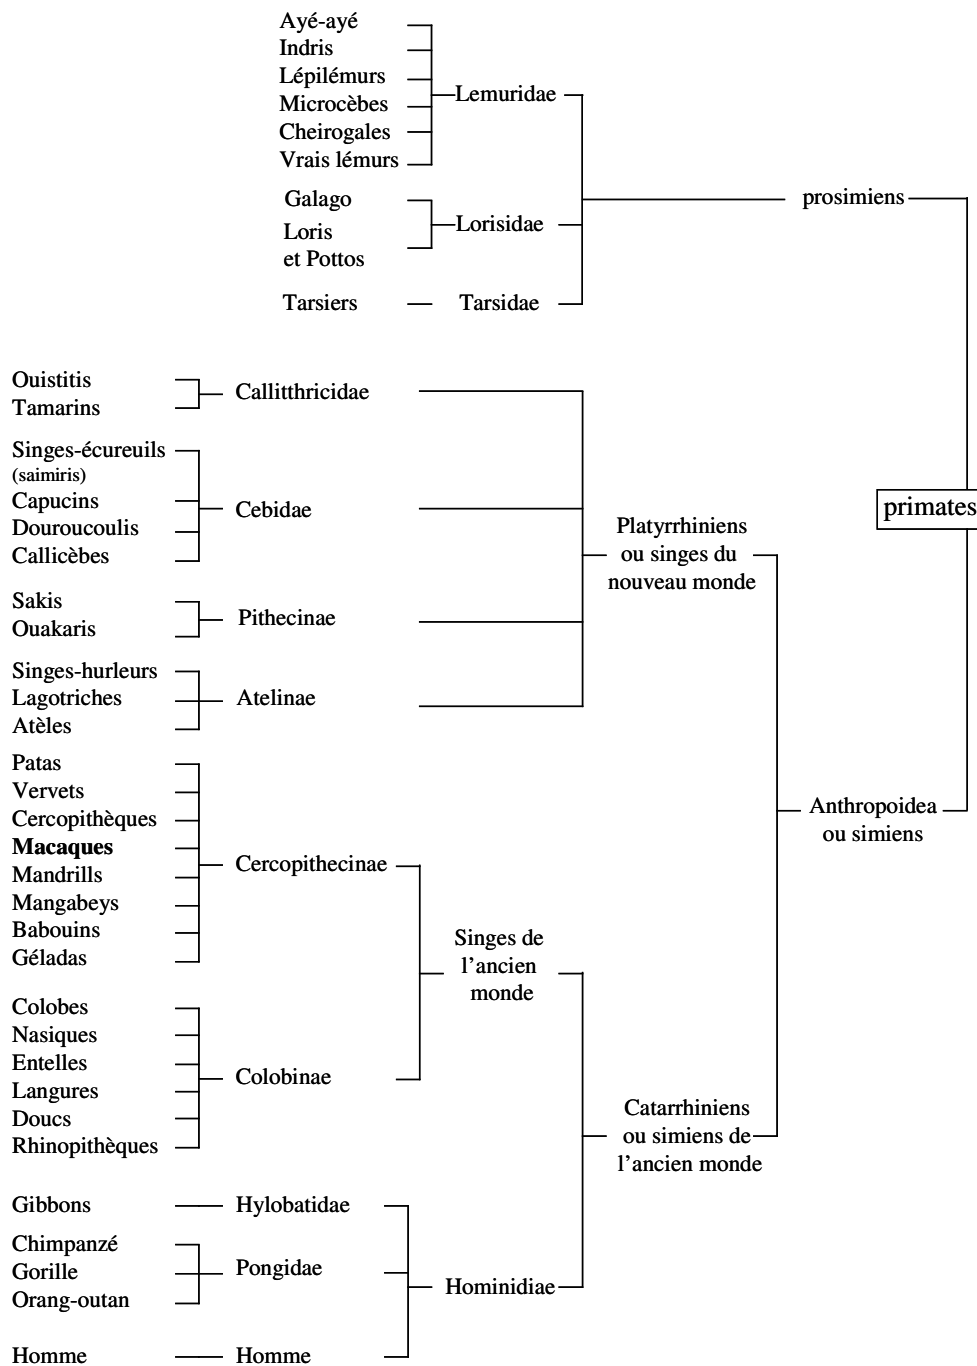 Ayé-ayé
Indris
Lépilémurs
Microcèbes
Cheirogales
Vrais lémurs
Lemuridae
Galago
Loris
et Pottos
Lorisidae
Tarsiers
Tarsidae
prosimiens
Ouistitis
Tamarins
Callitthricidae
Singes-écureuils
(saimiris)
Capucins
Douroucoulis
Callicèbes
Cebidae
Sakis
Ouakaris
Pithecinae
Singes-hurleurs
Lagotriches
Atèles
Atelinae
Platyrrhiniens
ou singes du
nouveau monde
primates
Patas
Vervets
Cercopithèques
Macaques
Mandrills
Mangabeys
Babouins
Géladas
Cercopithecinae
Colobes
Nasiques
Entelles
Langures
Doucs
Rhinopithèques
Colobinae
Singes de
l'ancien
monde
Anthropoidea
ou simiens
Gibbons
Hylobatidae
Chimpanzé
Gorille
Orang-outan
Pongidae
Homme
Homme
Hominidiae
Catarrhiniens
ou simiens de
l'ancien monde